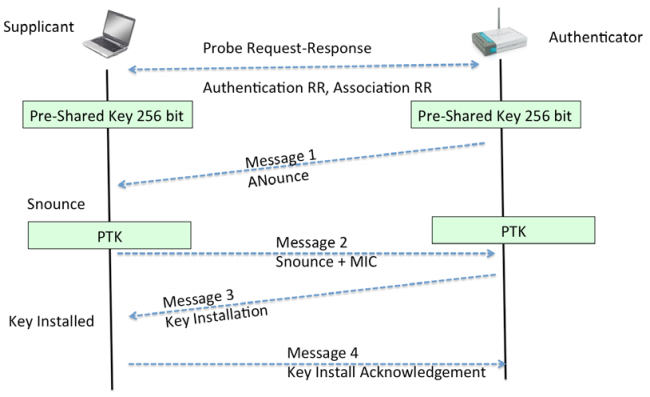 Supplicant
Authenticator
Probe Request-Response
Authentication RR, Association RR
Pre-Shared Key 256 bit
Pre-Shared Key 256 bit
Message 1
ANounce
Snounce
PTK
PTK
Message 2
Snounce + MIC
Message 3
Key Installation
Key Installed
Message 4
Key Install Acknowledgement